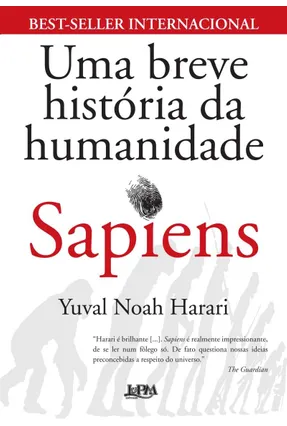 BEST-SELLER INTERNACIONAL
Uma breve
história da
humanidade
Sapiens
Yuval Noah Harari
“Harari é brilhante [...]. Sapiens é realmente impressionante,
de se ler num fôlego só. De fato questiona nossas ideias
preconcebidas a respeito do universo.”
The Guardian
L&PM